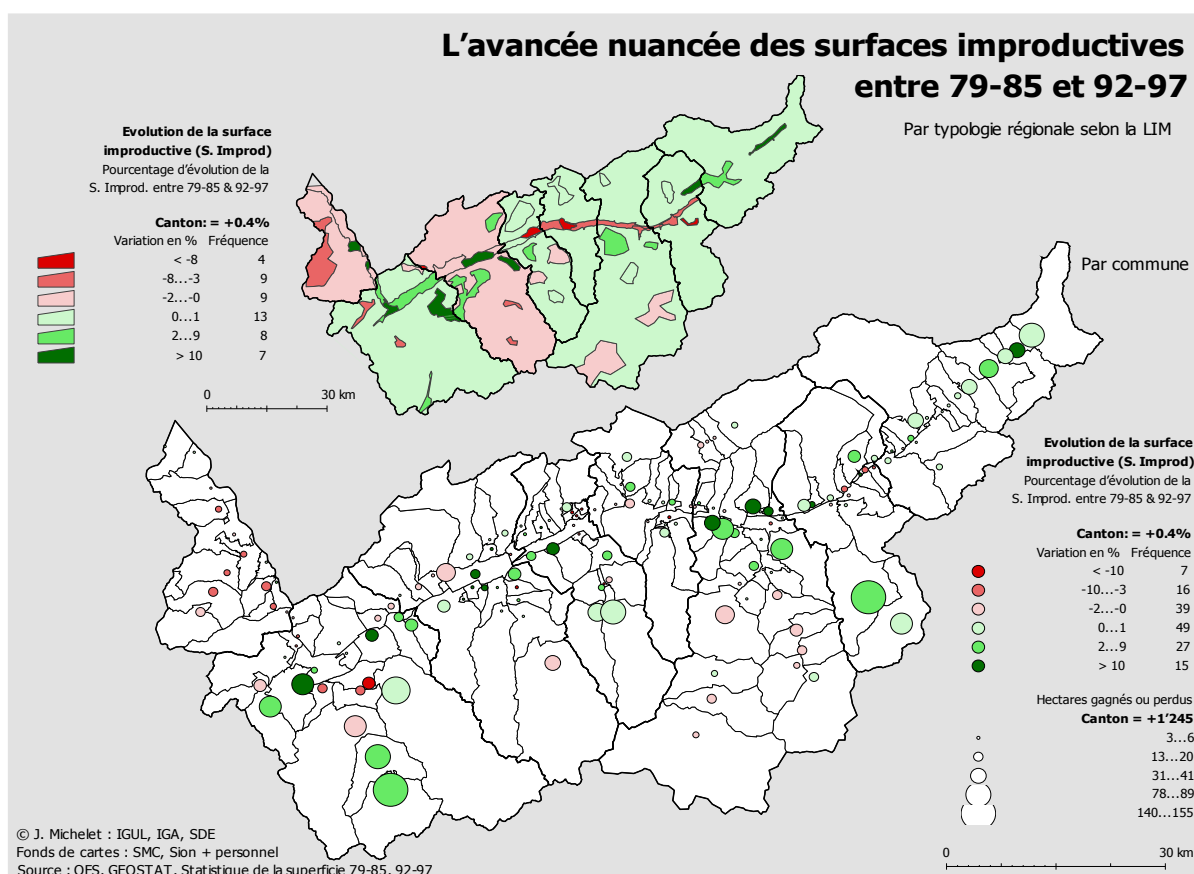 L’avancée nuancée des surfaces improductives
entre 79-85 et 92-97
Par typologie régionale selon la LIM
Evolution de la surface
improductive (S. Improd)
Pourcentage d’évolution de la
S. Improd. entre 79-85 & 92-97
Canton: = +0.4%
Variation en % Fréquence
< -8 4
-8...-3 9
-2...-0 9
0...1 13
2...9 8
> 10 7
0 30 km
Par commune
Evolution de la surface
improductive (S. Improd)
Pourcentage d’évolution de la
S. Improd. entre 79-85 & 92-97
Canton: = +0.4%
Variation en % Fréquence
< -10 7
-10...-3 16
-2...-0 39
0...1 49
2...9 27
> 10 15
Hectares gagnés ou perdus
Canton = +1’245
3...6
13...20
31...41
78...89
140...155
© J. Michelet : IGUL, IGA, SDE
Fonds de cartes : SMC, Sion + personnel
Source : OFS, GEOSTAT, Statistique de la superficie 79-85, 92-97
0 30 km